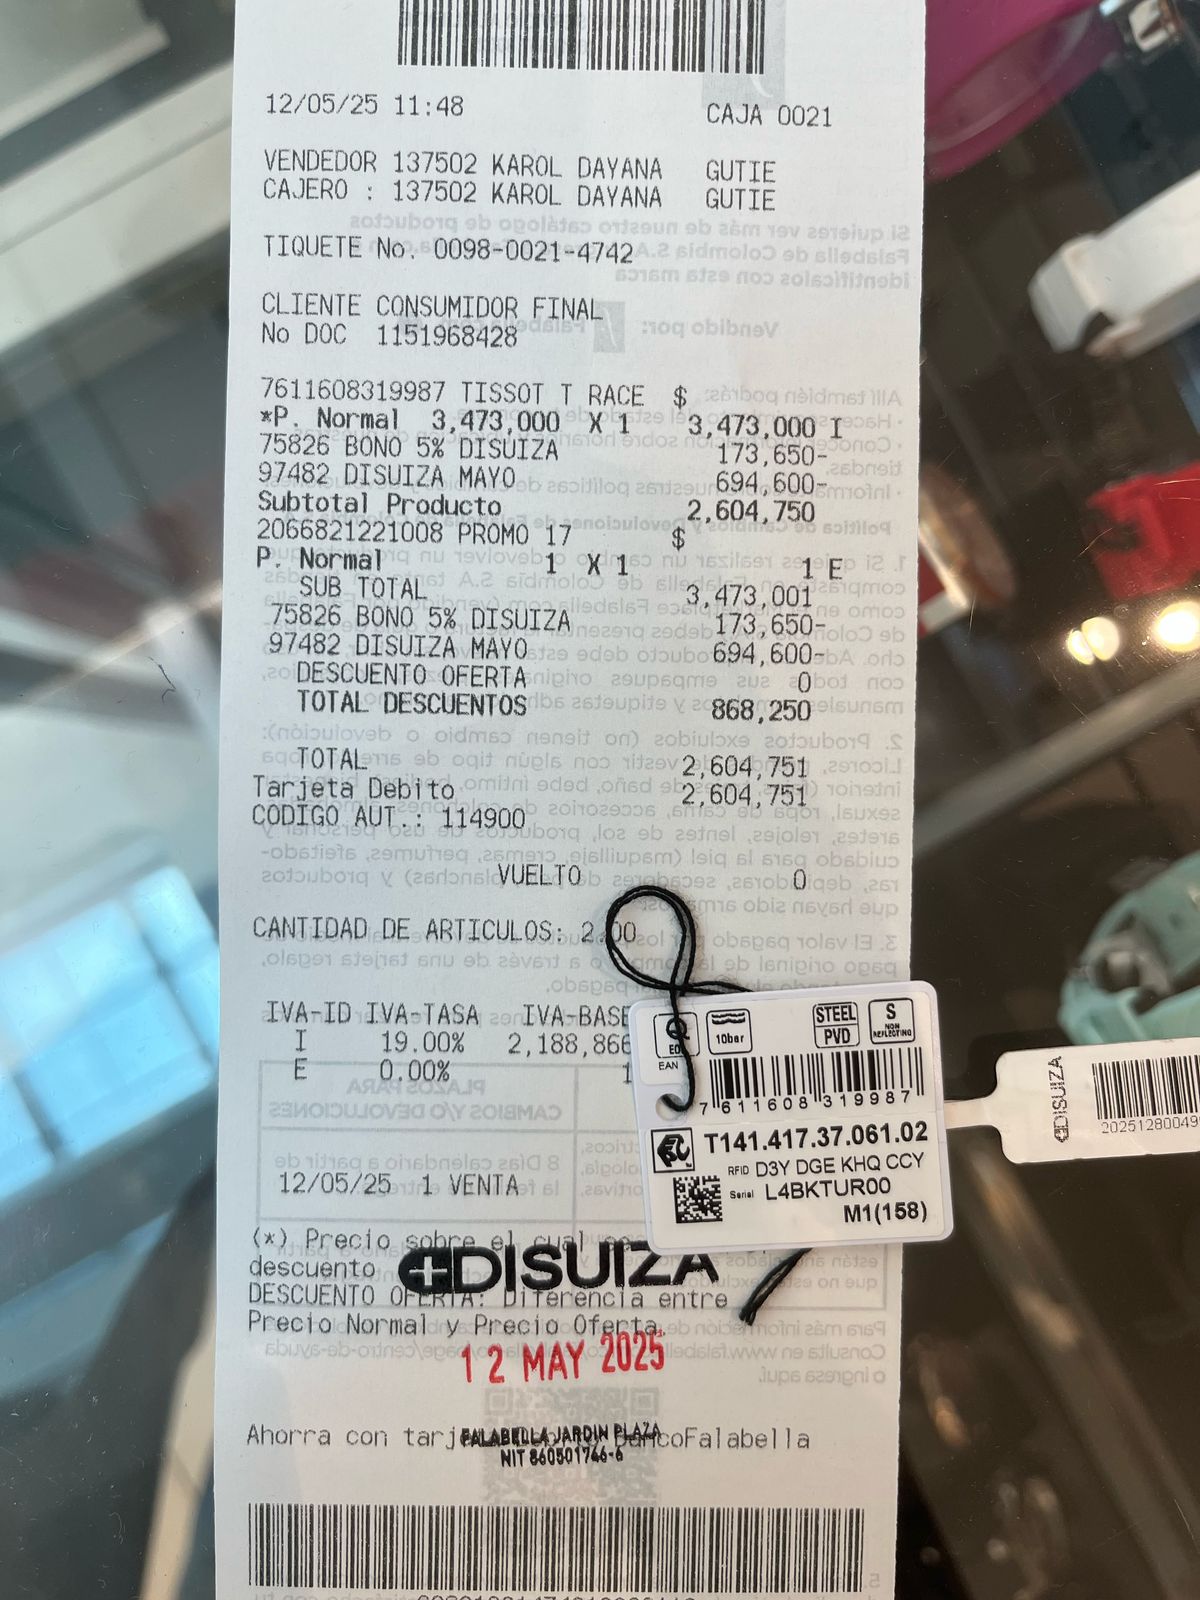 12/05/25 11:48 CAJA 0021
VENDEDOR 137502 KAROL DAYANA GUTIE
CAJERO : 137502 KAROL DAYANA GUTIE
TIQUETE No. 0098-0021-4742
CLIENTE CONSUMIDOR FINAL
No DOC 1151968428
7611608319987 TISSOT T RACE $
*P. Normal 3,473,000 X 1 3,473,000 I
75826 BONO 5% DISUIZA 173,650-
97482 DISUIZA MAYO 694,600-
Subtotal Producto 2,604,750
2066821221008 PROMO 17 $
P. Normal 1 X 1 1 E
SUB TOTAL 3,473,001
75826 BONO 5% DISUIZA 173,650-
97482 DISUIZA MAYO 694,600-
DESCUENTO OFERTA 0
TOTAL DESCUENTOS 868,250
TOTAL 2,604,751
Tarjeta Debito 2,604,751
CODIGO AUT.: 114900
VUELTO 0
CANTIDAD DE ARTICULOS: 2.00
IVA-ID IVA-TASA IVA-BASE
I 19.00% 2,188,866
E 0.00% 1
12/05/25 1 VENTA
(*) Precio sobre el cual
descuento
DESCUENTO OFERTA: Diferencia entre
Precio Normal y Precio Oferta.
DISUIZA
12 MAY 2025
Ahorra con BancoFalabella
FALABELLA JARDIN PLAZA
NIT 860501746-6
10bar
STEEL
PVD
S
NON
REFLECTING
EAN
7 611608 319987
T141.417.37.061.02
RFID D3Y DGE KHQ CCY
Serial L4BKTUR00
M1(158)
DISUIZA